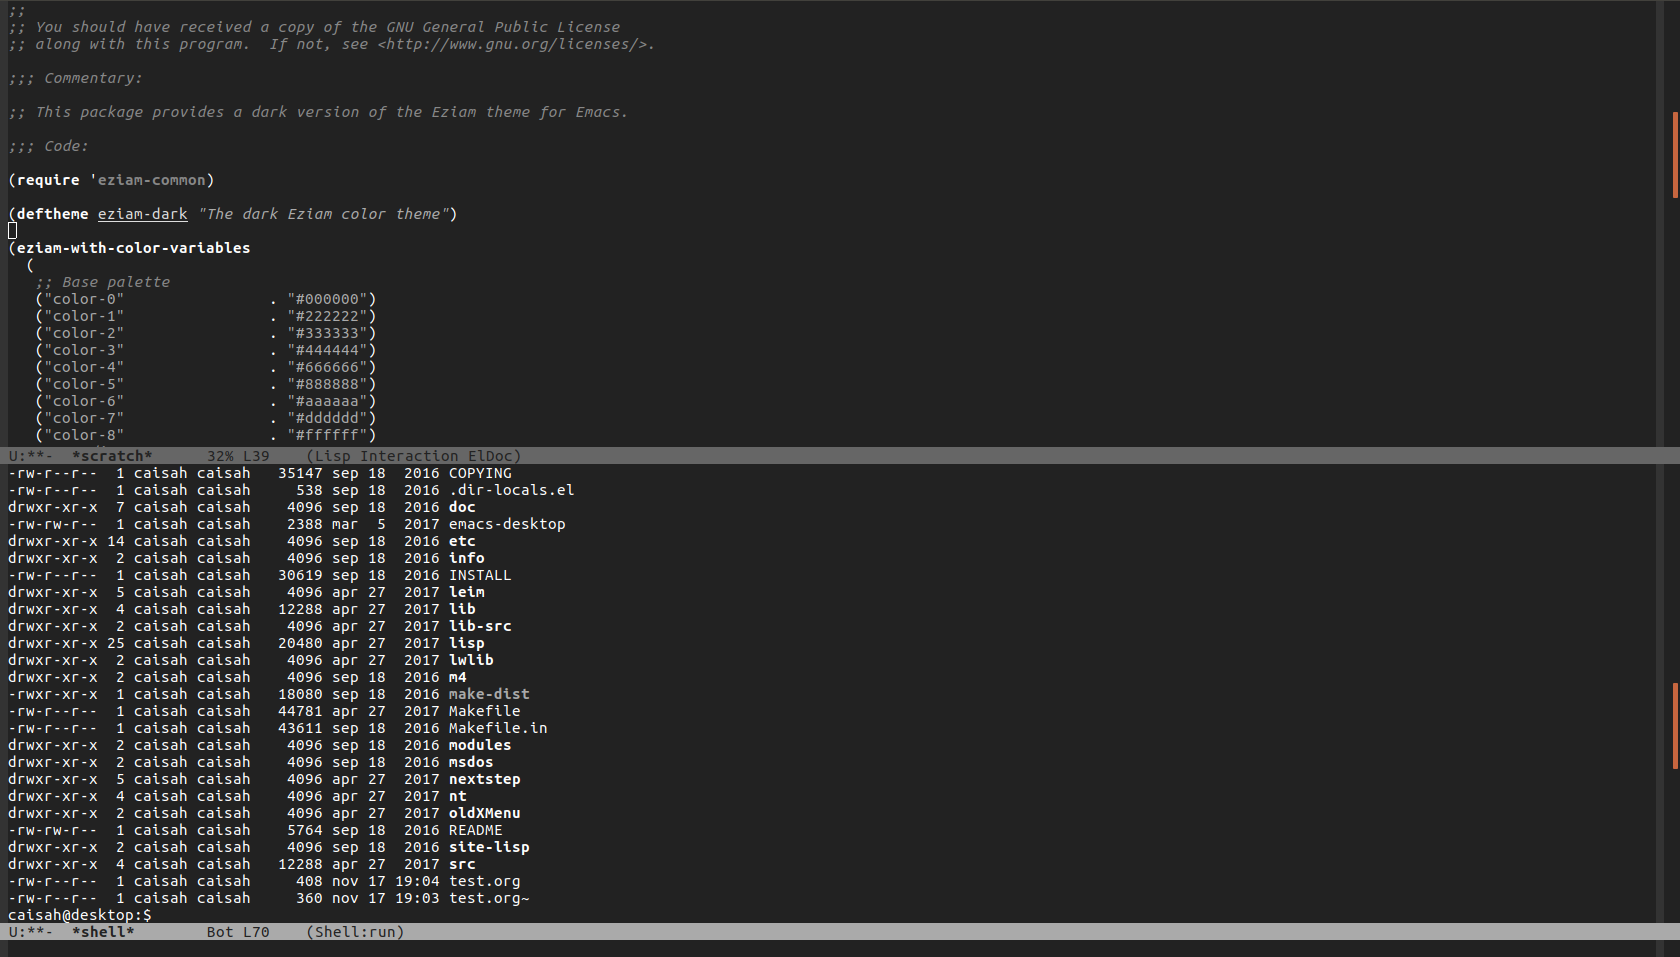 ;;
;; You should have received a copy of the GNU General Public License
;; along with this program.  If not, see <http://www.gnu.org/licenses/>.

;;; Commentary:

;; This package provides a dark version of the Eziam theme for Emacs.

;;; Code:

(require 'eziam-common)

(deftheme eziam-dark "The dark Eziam color theme")

(eziam-with-color-variables
  (
   ;; Base palette
   ("color-0"                . "#000000")
   ("color-1"                . "#222222")
   ("color-2"                . "#333333")
   ("color-3"                . "#444444")
   ("color-4"                . "#666666")
   ("color-5"                . "#888888")
   ("color-6"                . "#aaaaaa")
   ("color-7"                . "#dddddd")
   ("color-8"                . "#ffffff")
U:**-  *scratch*      32% L39    (Lisp Interaction ElDoc)
-rw-r--r--  1 caisah caisah   35147 sep 18  2016 COPYING
-rw-r--r--  1 caisah caisah     538 sep 18  2016 .dir-locals.el
drwxr-xr-x  7 caisah caisah    4096 sep 18  2016 doc
-rw-rw-r--  1 caisah caisah    2388 mar  5  2017 emacs-desktop
drwxr-xr-x 14 caisah caisah    4096 sep 18  2016 etc
drwxr-xr-x  2 caisah caisah    4096 sep 18  2016 info
-rw-r--r--  1 caisah caisah   30619 sep 18  2016 INSTALL
drwxr-xr-x  5 caisah caisah    4096 apr 27  2017 leim
drwxr-xr-x  4 caisah caisah   12288 apr 27  2017 lib
drwxr-xr-x  2 caisah caisah    4096 apr 27  2017 lib-src
drwxr-xr-x 25 caisah caisah   20480 apr 27  2017 lisp
drwxr-xr-x  2 caisah caisah    4096 apr 27  2017 lwlib
drwxr-xr-x  2 caisah caisah    4096 sep 18  2016 m4
-rwxr-xr-x  1 caisah caisah   18080 sep 18  2016 make-dist
-rw-r--r--  1 caisah caisah   44781 apr 27  2017 Makefile
-rw-r--r--  1 caisah caisah   43611 sep 18  2016 Makefile.in
drwxr-xr-x  2 caisah caisah    4096 sep 18  2016 modules
drwxr-xr-x  2 caisah caisah    4096 sep 18  2016 msdos
drwxr-xr-x  5 caisah caisah    4096 apr 27  2017 nextstep
drwxr-xr-x  4 caisah caisah    4096 apr 27  2017 nt
drwxr-xr-x  2 caisah caisah    4096 apr 27  2017 oldXMenu
-rw-rw-r--  1 caisah caisah    5764 sep 18  2016 README
drwxr-xr-x  2 caisah caisah    4096 sep 18  2016 site-lisp
drwxr-xr-x  4 caisah caisah   12288 apr 27  2017 src
-rw-r--r--  1 caisah caisah     408 nov 17 19:04 test.org
-rw-r--r--  1 caisah caisah     360 nov 17 19:03 test.org~
caisah@desktop:$
U:**-  *shell*        Bot L70    (Shell:run)